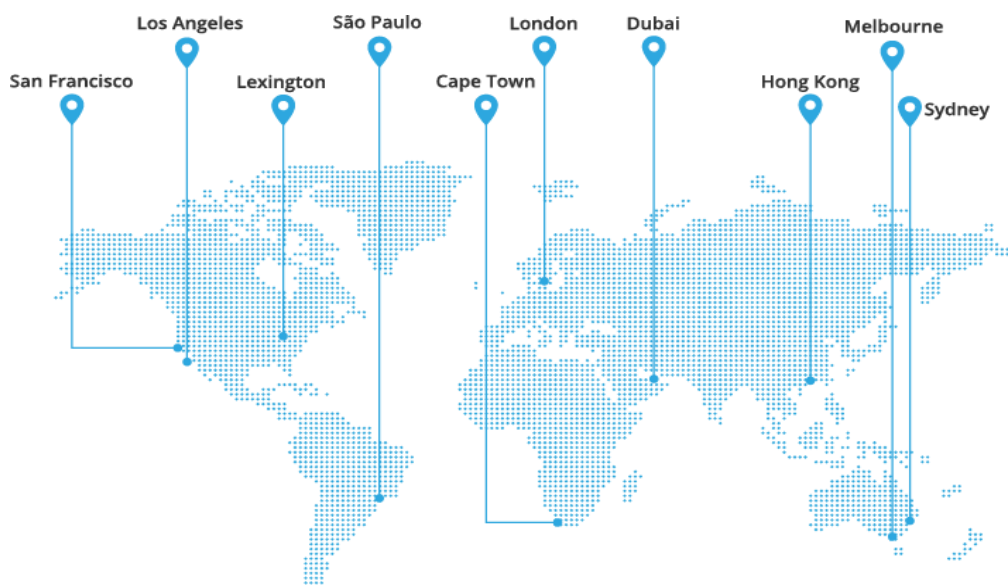 Los Angeles
São Paulo
London
Dubai
Melbourne
San Francisco
Lexington
Cape Town
Hong Kong
Sydney